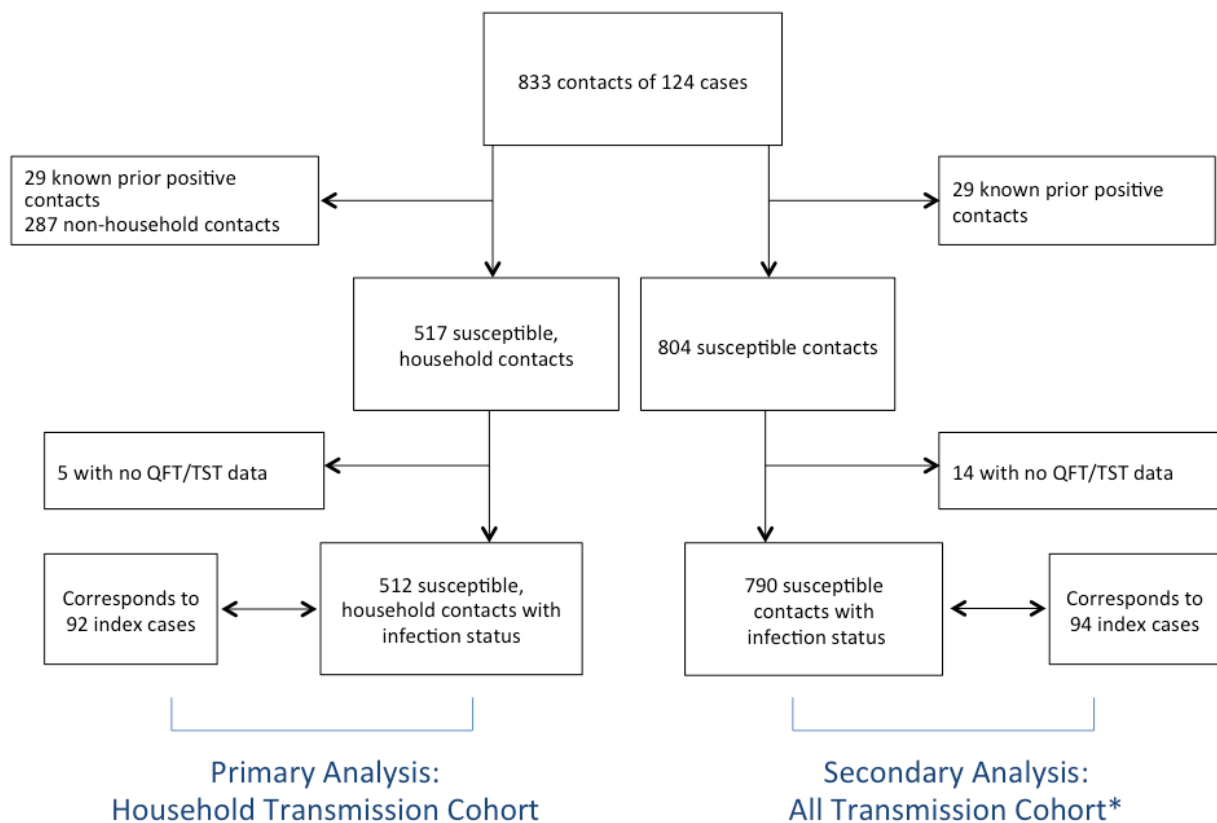 833 contacts of 124 cases
29 known prior positive
contacts
287 non-household contacts
29 known prior positive
contacts
517 susceptible,
household contacts
804 susceptible contacts
5 with no QFT/TST data
14 with no QFT/TST data
Corresponds to
92 index cases
512 susceptible,
household contacts with
infection status
790 susceptible
contacts with
infection status
Corresponds to
94 index cases
Primary Analysis:
Household Transmission Cohort
Secondary Analysis:
All Transmission Cohort*